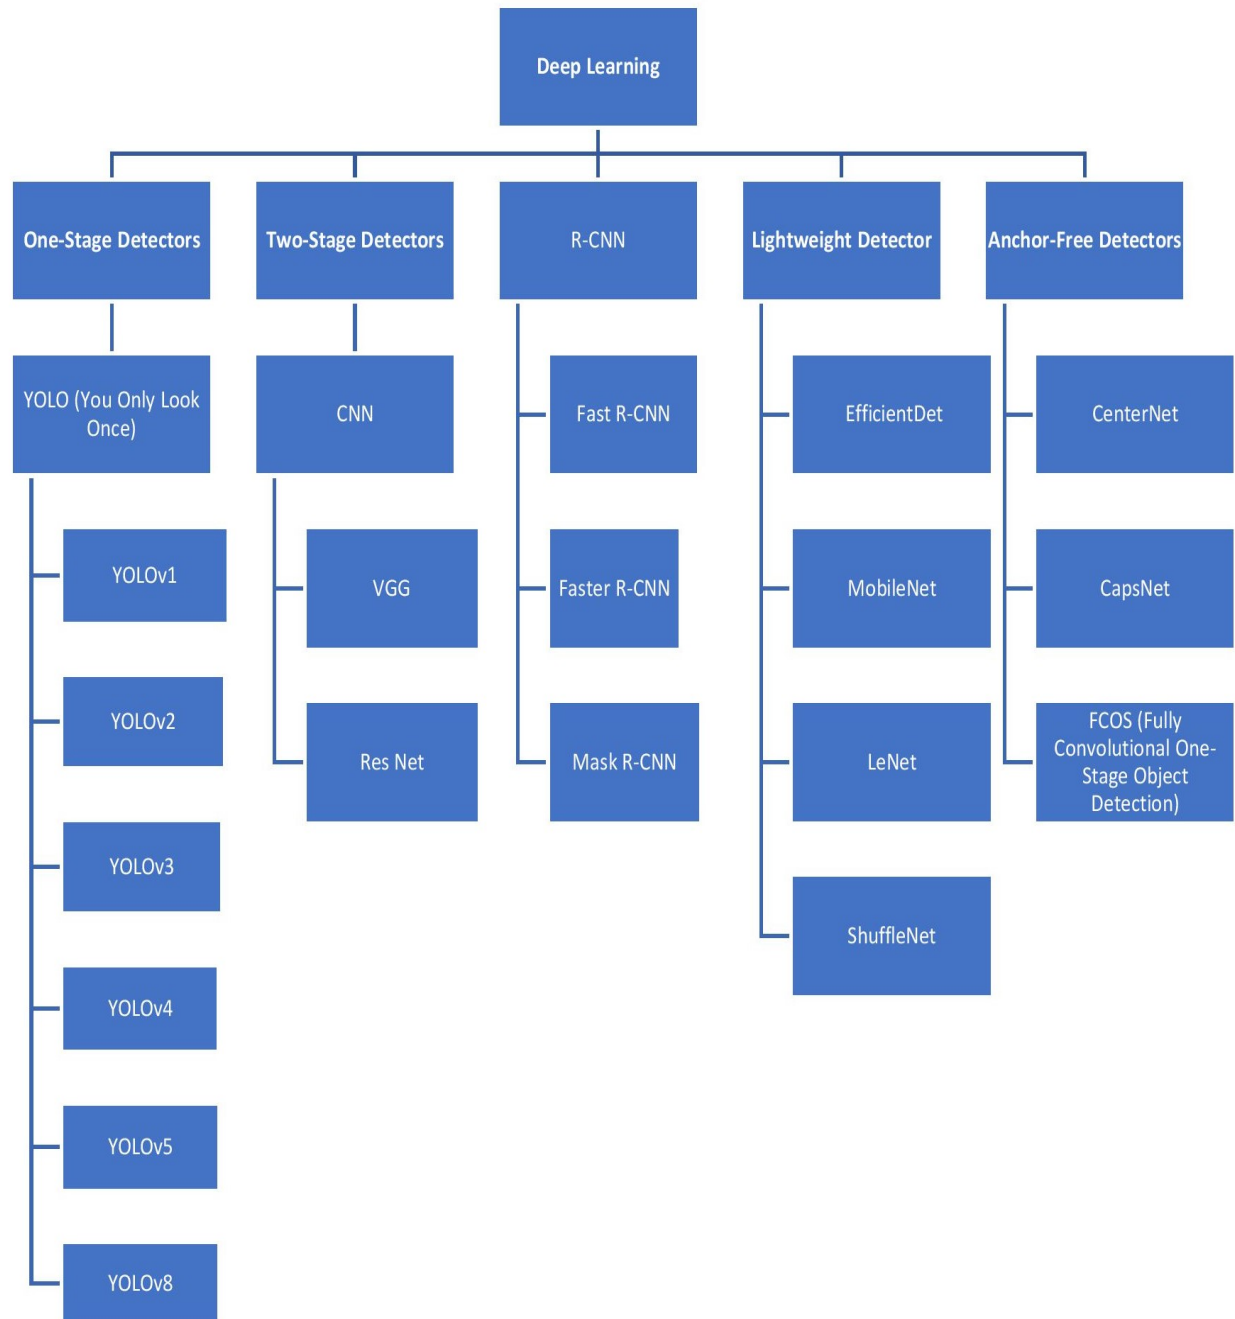 Deep Learning
One-Stage Detectors
Two-Stage Detectors
R-CNN
Lightweight Detector
Anchor-Free Detectors
YOLO (You Only Look
Once)
CNN
Fast R-CNN
EfficientDet
CenterNet
YOLOv1
VGG
Faster R-CNN
MobileNet
CapsNet
YOLOv2
Res Net
Mask R-CNN
LeNet
FCOS (Fully
Convolutional One-
Stage Object
Detection)
YOLOv3
ShuffleNet
YOLOv4
YOLOv5
YOLOv8